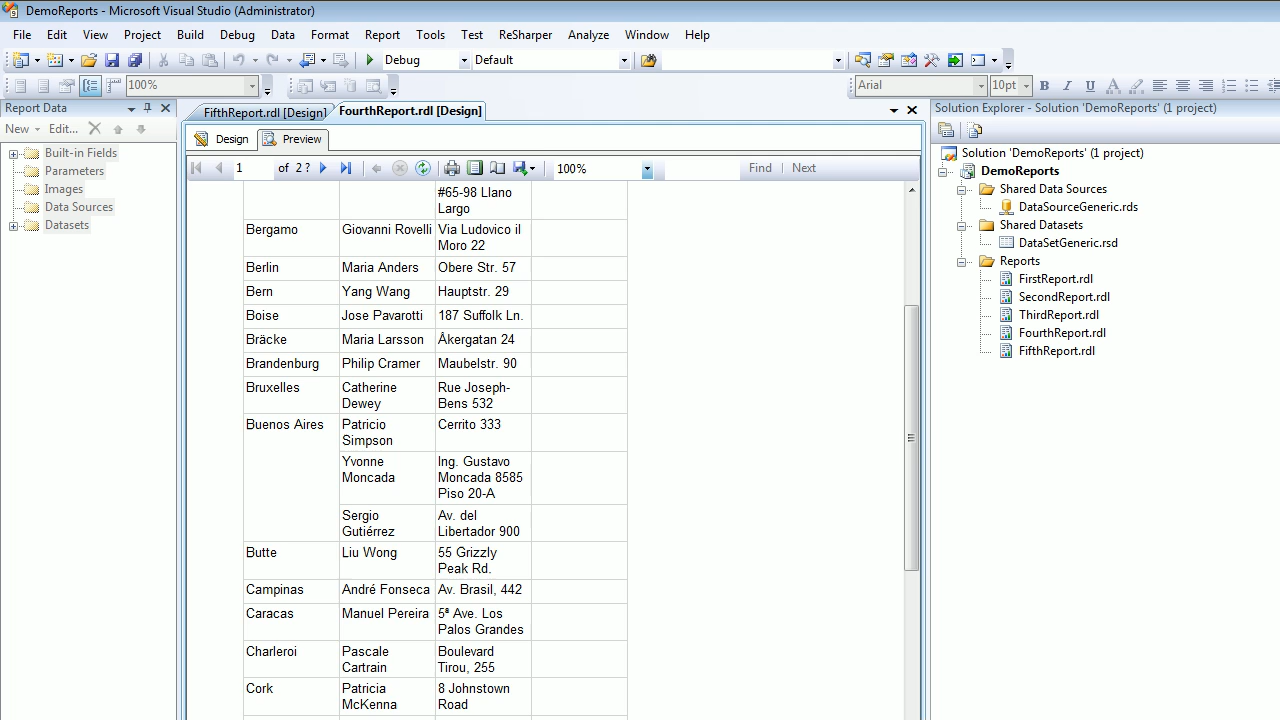 DemoReports - Microsoft Visual Studio (Administrator)
File Edit View Project Build Debug Data Format Report Tools Test ReSharper Analyze Window Help
Debug Default
100% Arial 10pt B I U A
Report Data
New Edit...
Built-in Fields
Parameters
Images
Data Sources
Datasets
FifthReport.rdl [Design] FourthReport.rdl [Design]
Design Preview
1 of 2 ? 100% Find Next
#65-98 Llano
Largo
Bergamo Giovanni Rovelli Via Ludovico il
Moro 22
Berlin Maria Anders Obere Str. 57
Bern Yang Wang Hauptstr. 29
Boise Jose Pavarotti 187 Suffolk Ln.
Bräcke Maria Larsson Åkergatan 24
Brandenburg Philip Cramer Maubelstr. 90
Bruxelles Catherine Rue Joseph-
Dewey Bens 532
Buenos Aires Patricio Cerrito 333
Simpson
Yvonne Ing. Gustavo
Moncada Moncada 8585
Piso 20-A
Sergio Av. del
Gutiérrez Libertador 900
Butte Liu Wong 55 Grizzly
Peak Rd.
Campinas André Fonseca Av. Brasil, 442
Caracas Manuel Pereira 5ª Ave. Los
Palos Grandes
Charleroi Pascale Boulevard
Cartrain Tirou, 255
Cork Patricia 8 Johnstown
McKenna Road
Solution Explorer - Solution 'DemoReports' (1 project)
Solution 'DemoReports' (1 project)
DemoReports
Shared Data Sources
DataSourceGeneric.rds
Shared Datasets
DataSetGeneric.rsd
Reports
FirstReport.rdl
SecondReport.rdl
ThirdReport.rdl
FourthReport.rdl
FifthReport.rdl